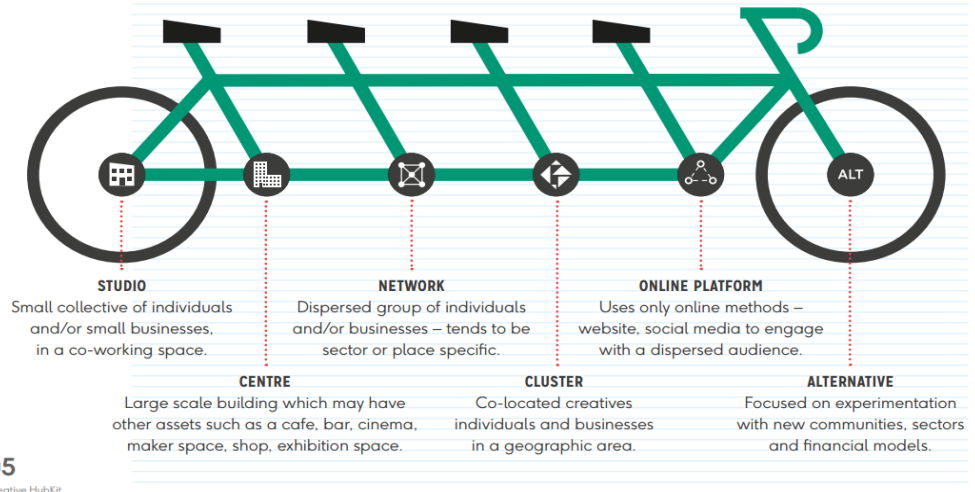 ALT
STUDIO
Small collective of individuals
and/or small businesses,
in a co-working space.
NETWORK
Dispersed group of individuals
and/or businesses – tends to be
sector or place specific.
ONLINE PLATFORM
Uses only online methods –
website, social media to engage
with a dispersed audience.
CENTRE
Large scale building which may have
other assets such as a cafe, bar, cinema,
maker space, shop, exhibition space.
CLUSTER
Co-located creatives
individuals and businesses
in a geographic area.
ALTERNATIVE
Focused on experimentation
with new communities, sectors
and financial models.
5
HubKit